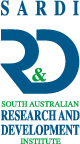 SARDI
R&D
SOUTH AUSTRALIAN
RESEARCH AND
DEVELOPMENT
INSTITUTE